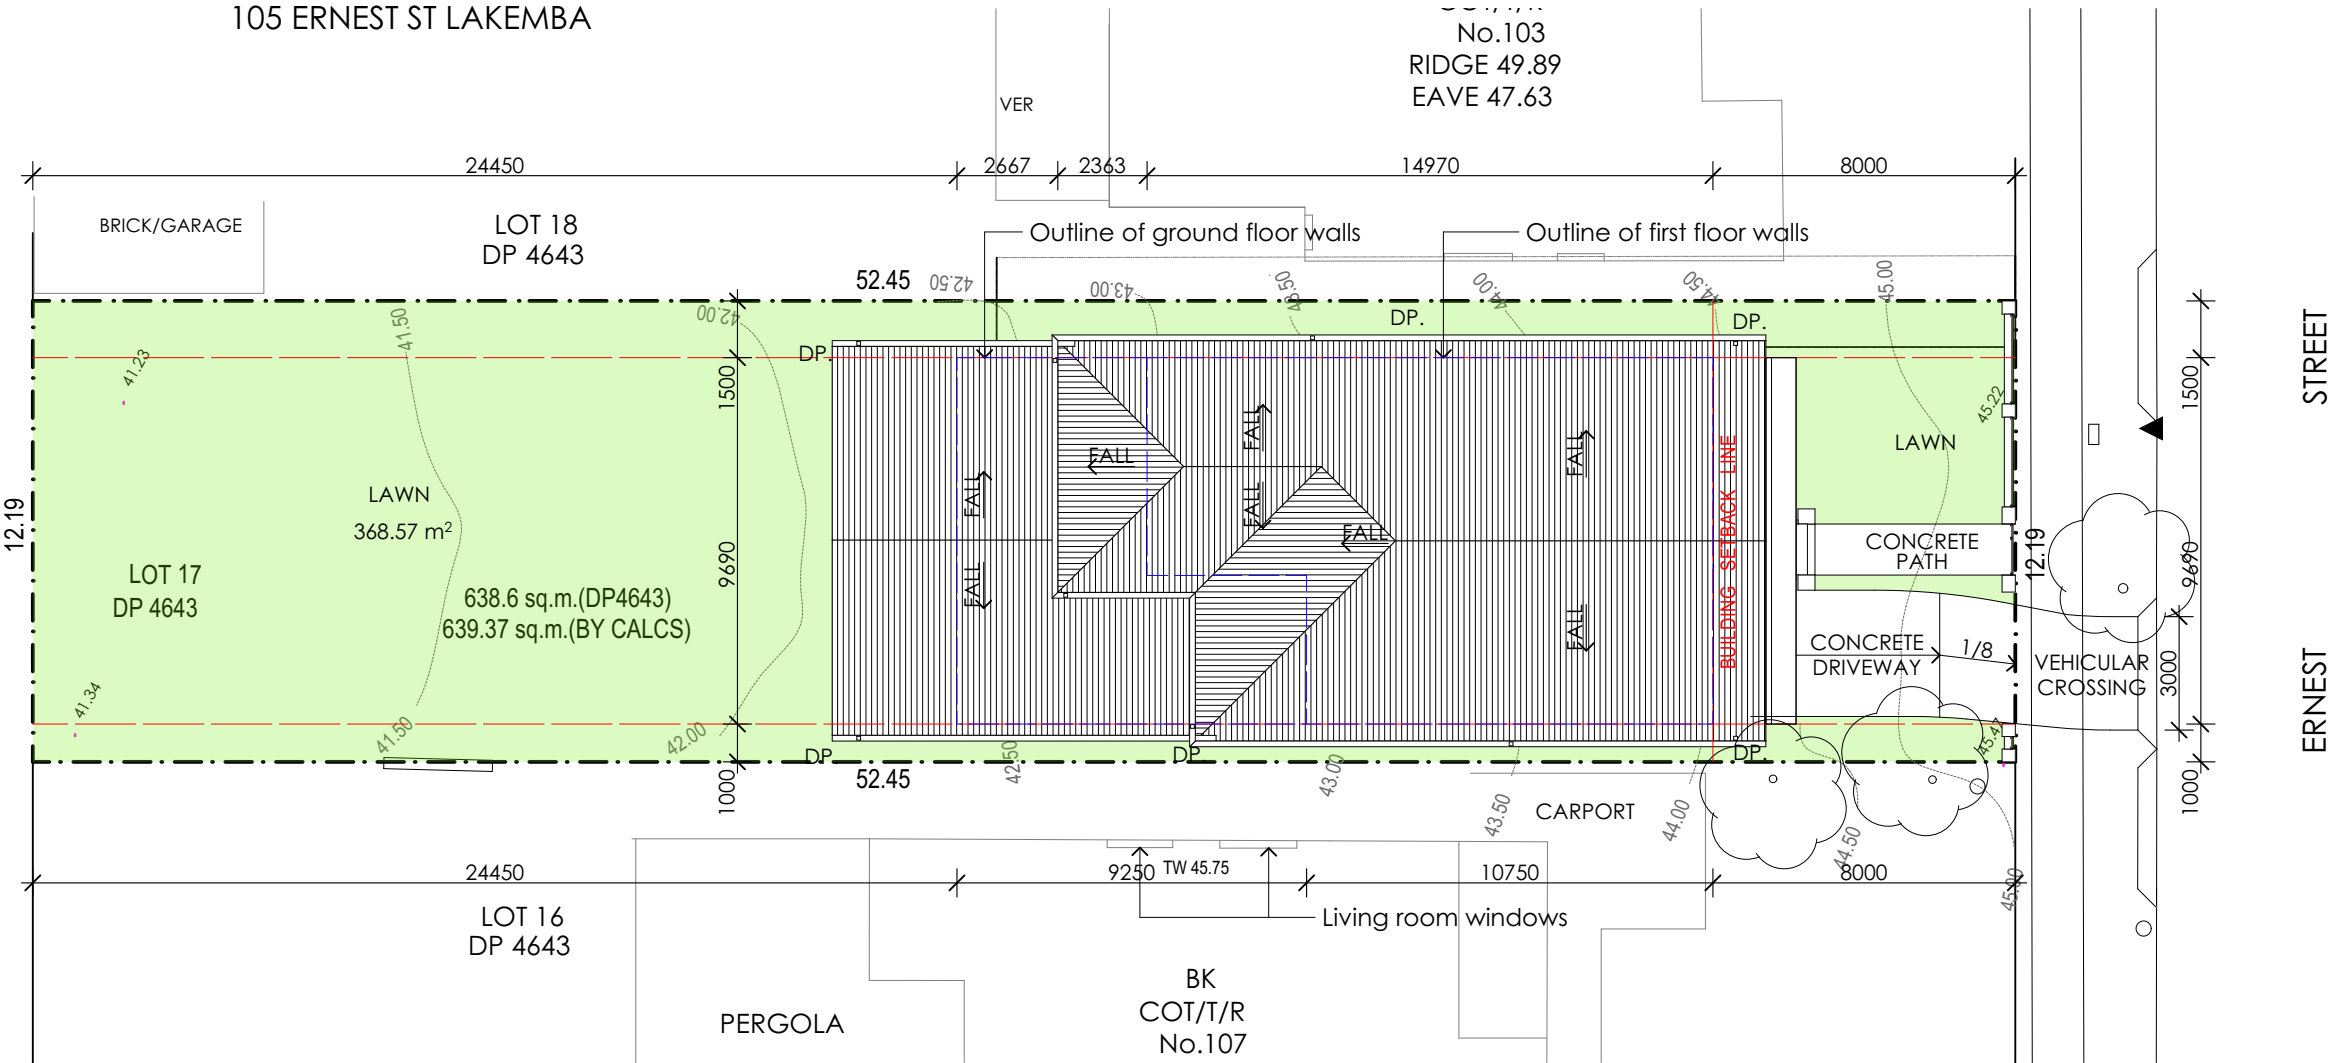 105 ERNEST ST LAKEMBA
No.103
RIDGE 49.89
EAVE 47.63
VER
24450
2667
2363
14970
8000
BRICK/GARAGE
LOT 18
DP 4643
Outline of ground floor walls
Outline of first floor walls
52.45
42.50
43.00
43.50
44.00
44.50
45.00
STREET
42.00
41.50
DP.
DP.
DP.
41.23
1500
1500
45.22
LAWN
FALL
FALL
FALL
FALL
FALL
FALL
FALL
FALL
BUILDING SETBACK LINE
LAWN
368.57 m²
12.19
CONCRETE
PATH
12.19
9690
9690
LOT 17
DP 4643
638.6 sq.m.(DP4643)
639.37 sq.m.(BY CALCS)
CONCRETE
DRIVEWAY
1/8
VEHICULAR
CROSSING
3000
ERNEST
41.34
41.50
42.00
45.47
DP
DP
DP.
52.45
42.50
43.00
43.50
44.00
44.50
45.00
1000
1000
CARPORT
24450
9250
TW 45.75
10750
8000
LOT 16
DP 4643
Living room windows
PERGOLA
BK
COT/T/R
No.107